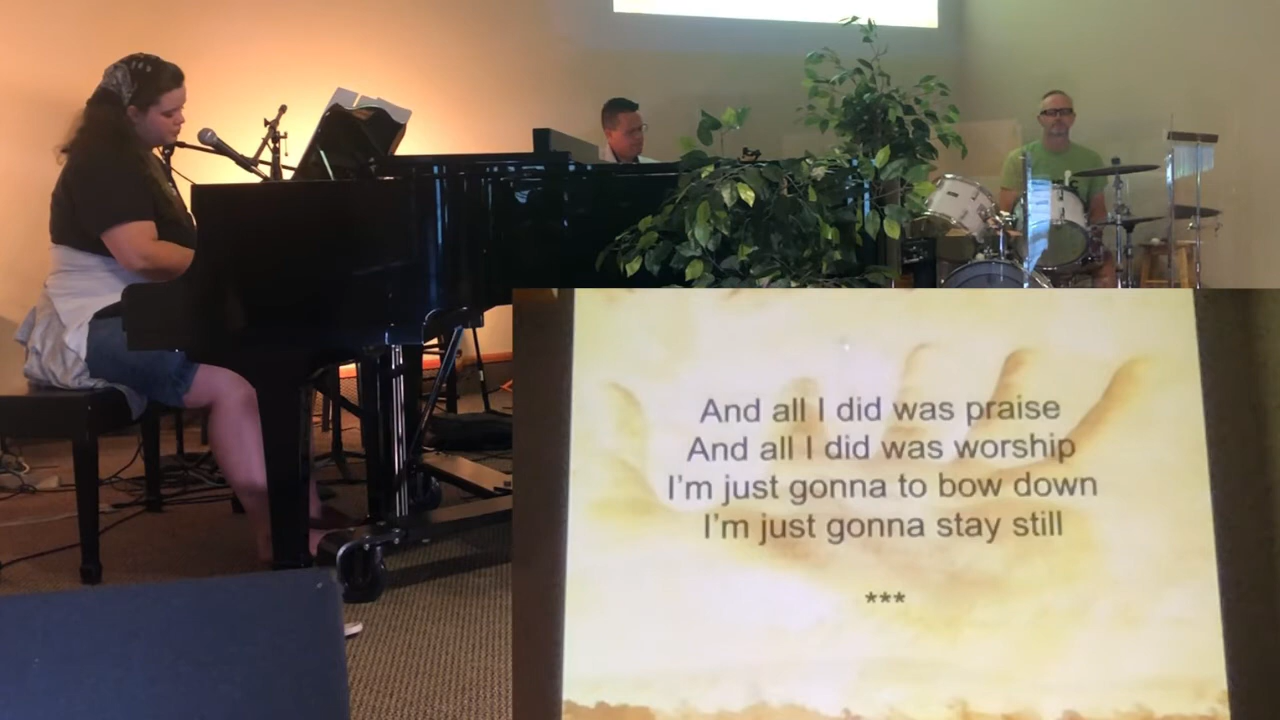 And all I did was praise
And all I did was worship
I'm just gonna to bow down
I'm just gonna stay still
***